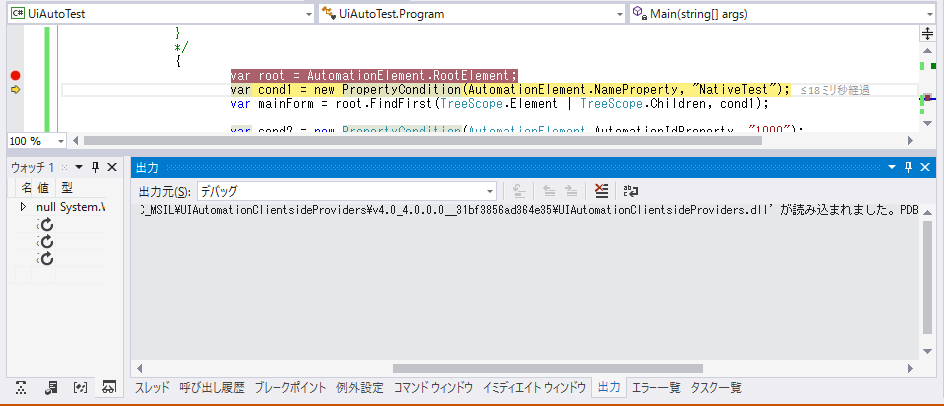 UiAutoTest
UiAutoTest.Program
Main(string[] args)
}
*/
{
var root = AutomationElement.RootElement;
var cond1 = new PropertyCondition(AutomationElement.NameProperty, "NativeTest"); ≤18ミリ秒経過
var mainForm = root.FindFirst(TreeScope.Element | TreeScope.Children, cond1);
var cond2 = new PropertyCondition(AutomationElement.AutomationIdProperty, "1000");
100 %
ウォッチ 1
出力
名 値 型
null System.
出力元(S): デバッグ
C_MSIL¥UIAutomationClientsideProviders¥v4.0_4.0.0.0__31bf3856ad364e35¥UIAutomationClientsideProviders.dll' が読み込まれました。PDB
スレッド 呼び出し履歴 ブレークポイント 例外設定 コマンド ウィンドウ イミディエイト ウィンドウ 出力 エラー一覧 タスク一覧